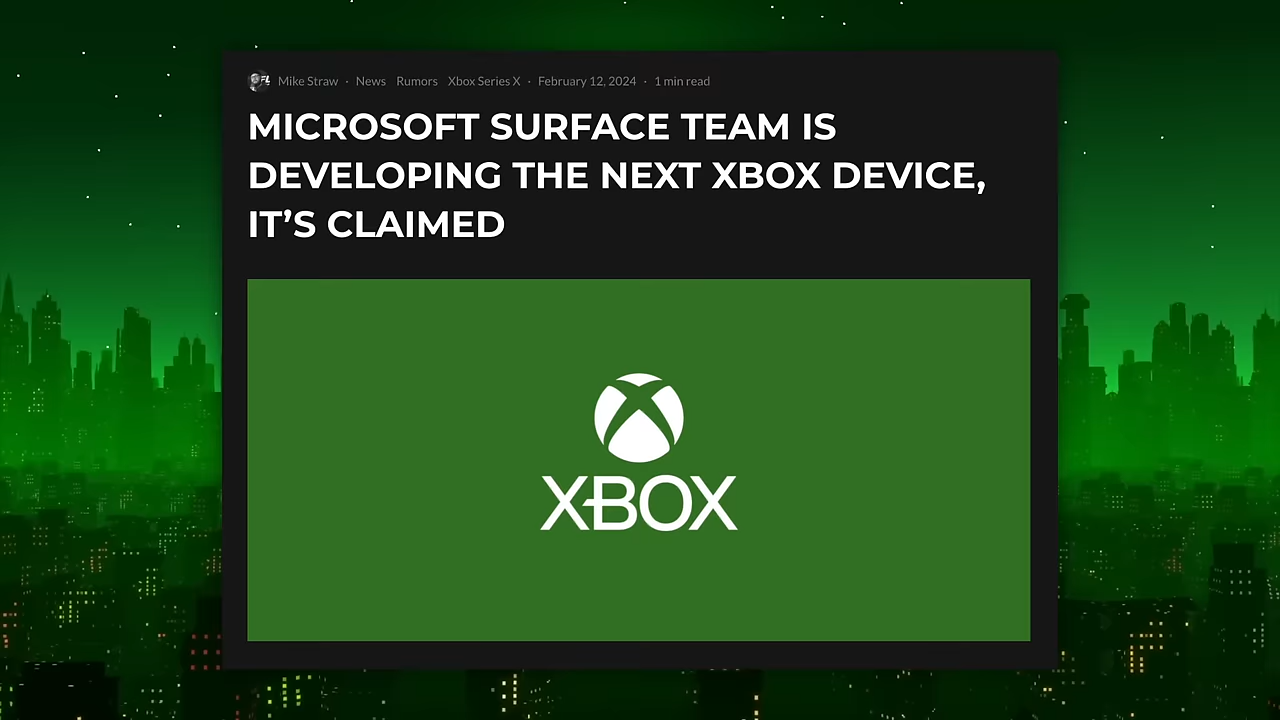 Mike Straw · News Rumors Xbox Series X · February 12, 2024 · 1 min read
MICROSOFT SURFACE TEAM IS
DEVELOPING THE NEXT XBOX DEVICE,
IT’S CLAIMED
XBOX